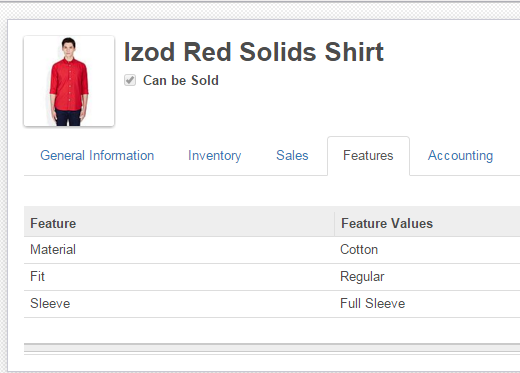 Izod Red Solids Shirt
Can be Sold
General Information Inventory Sales Features Accounting
Feature Feature Values
Material Cotton
Fit Regular
Sleeve Full Sleeve